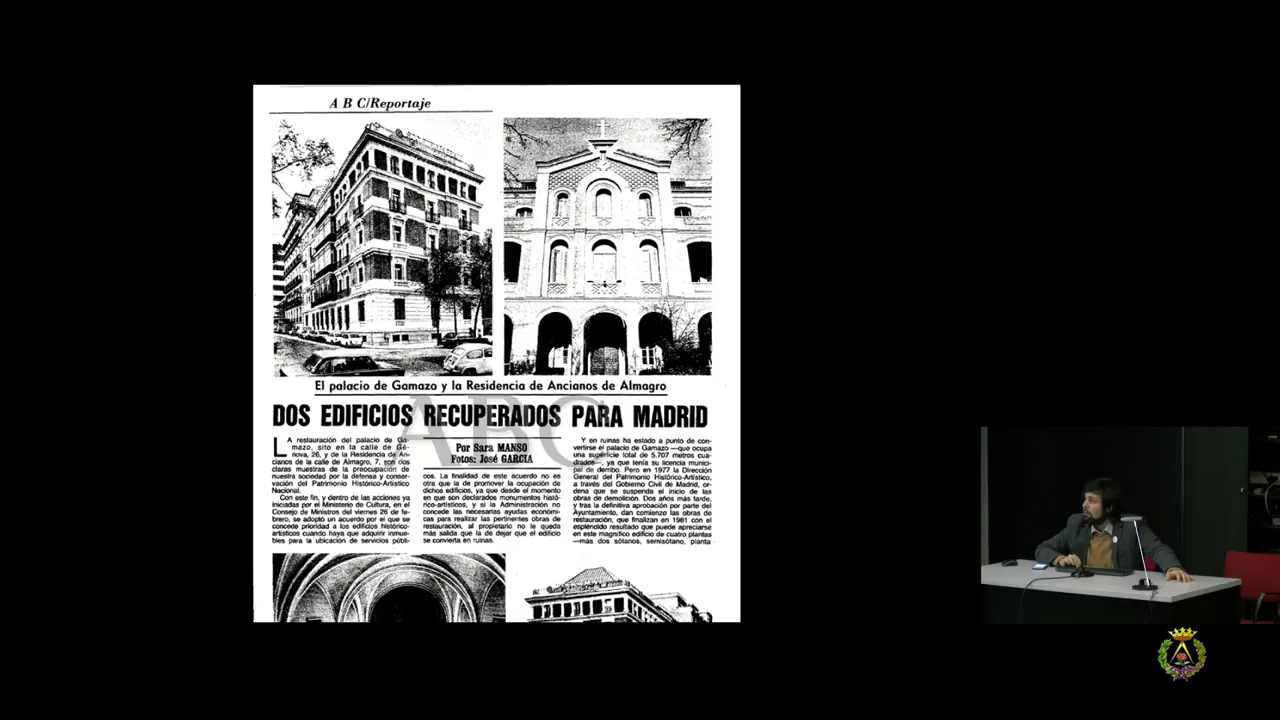 A B C/Reportaje
El palacio de Gamazo y la Residencia de Ancianos de Almagro
DOS EDIFICIOS RECUPERADOS PARA MADRID
LA restauración del palacio de Ga-
mazo, sito en la calle de Gé-
nova, 26, y de la Residencia de An-
cianos de la calle de Almagro, 7, son dos
claras muestras de la preocupación de
nuestra sociedad por la defensa y conser-
vación del Patrimonio Histórico-Artístico
Nacional.
Con este fin, y dentro de las acciones ya
iniciadas por el Ministerio de Cultura, en el
Consejo de Ministros del viernes 26 de fe-
brero, se adoptó un acuerdo por el que se
concede prioridad a los edificios histórico-
artísticos cuando haya que adquirir inmue-
bles para la ubicación de servicios públi-
Por Sara MANSO
Fotos: José GARCIA
cos. La finalidad de este acuerdo no es
otra que la de promover la ocupación de
dichos edificios, ya que desde el momento
en que son declarados monumentos histó-
rico-artísticos, y si la Administración no
concede las necesarias ayudas económi-
cas para realizar las pertinentes obras de
restauración, al propietario no le queda
más salida que la de dejar que el edificio
se convierta en ruinas.
Y en ruinas ha estado a punto de con-
vertirse el palacio de Gamazo —que ocupa
una superficie total de 5.707 metros cua-
drados—, ya que tenía su licencia munici-
pal de derribo. Pero en 1977 la Dirección
General del Patrimonio Histórico-Artístico,
a través del Gobierno Civil de Madrid, or-
dena que se suspenda el inicio de las
obras de demolición. Dos años más tarde,
y tras la definitiva aprobación por parte del
Ayuntamiento, dan comienzo las obras de
restauración, que finalizan en 1981 con el
espléndido resultado que puede apreciarse
en este magnífico edificio de cuatro plantas
—más dos sótanos, semisótano, planta
ABC